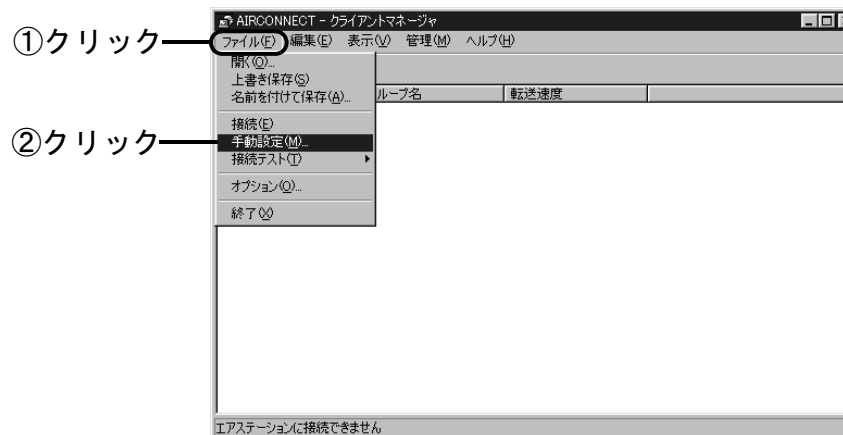 AIRCONNECT - クライアントマネージャ
①クリック
ファイル(F) 編集(E) 表示(V) 管理(M) ヘルプ(H)
開く(O)...
上書き保存(S)
名前を付けて保存(A)...
ループ名 転送速度
接続(E)
②クリック
手動設定(M)...
接続テスト(T)
オプション(O)...
終了(X)
エアステーションに接続できません